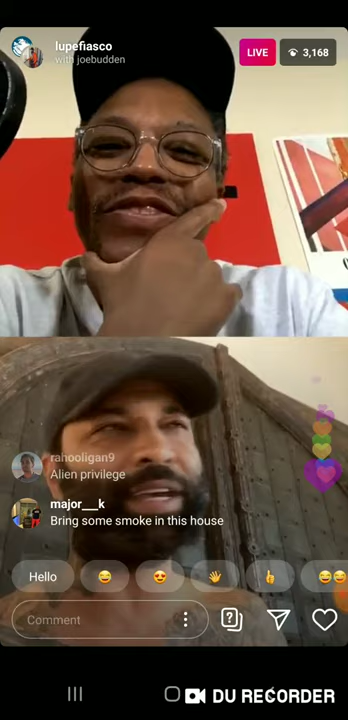 lupefiasco
with joebudden
LIVE
3,168
rahooligan9
Alien privilege
major___k
Bring some smoke in this house
Hello
Comment
DU RECORDER